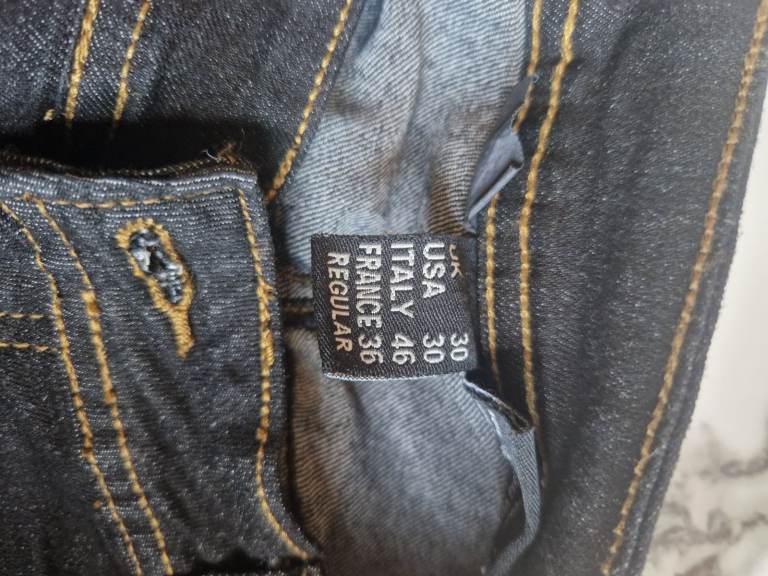 UK 30
USA 30
ITALY 46
FRANCE 36
REGULAR